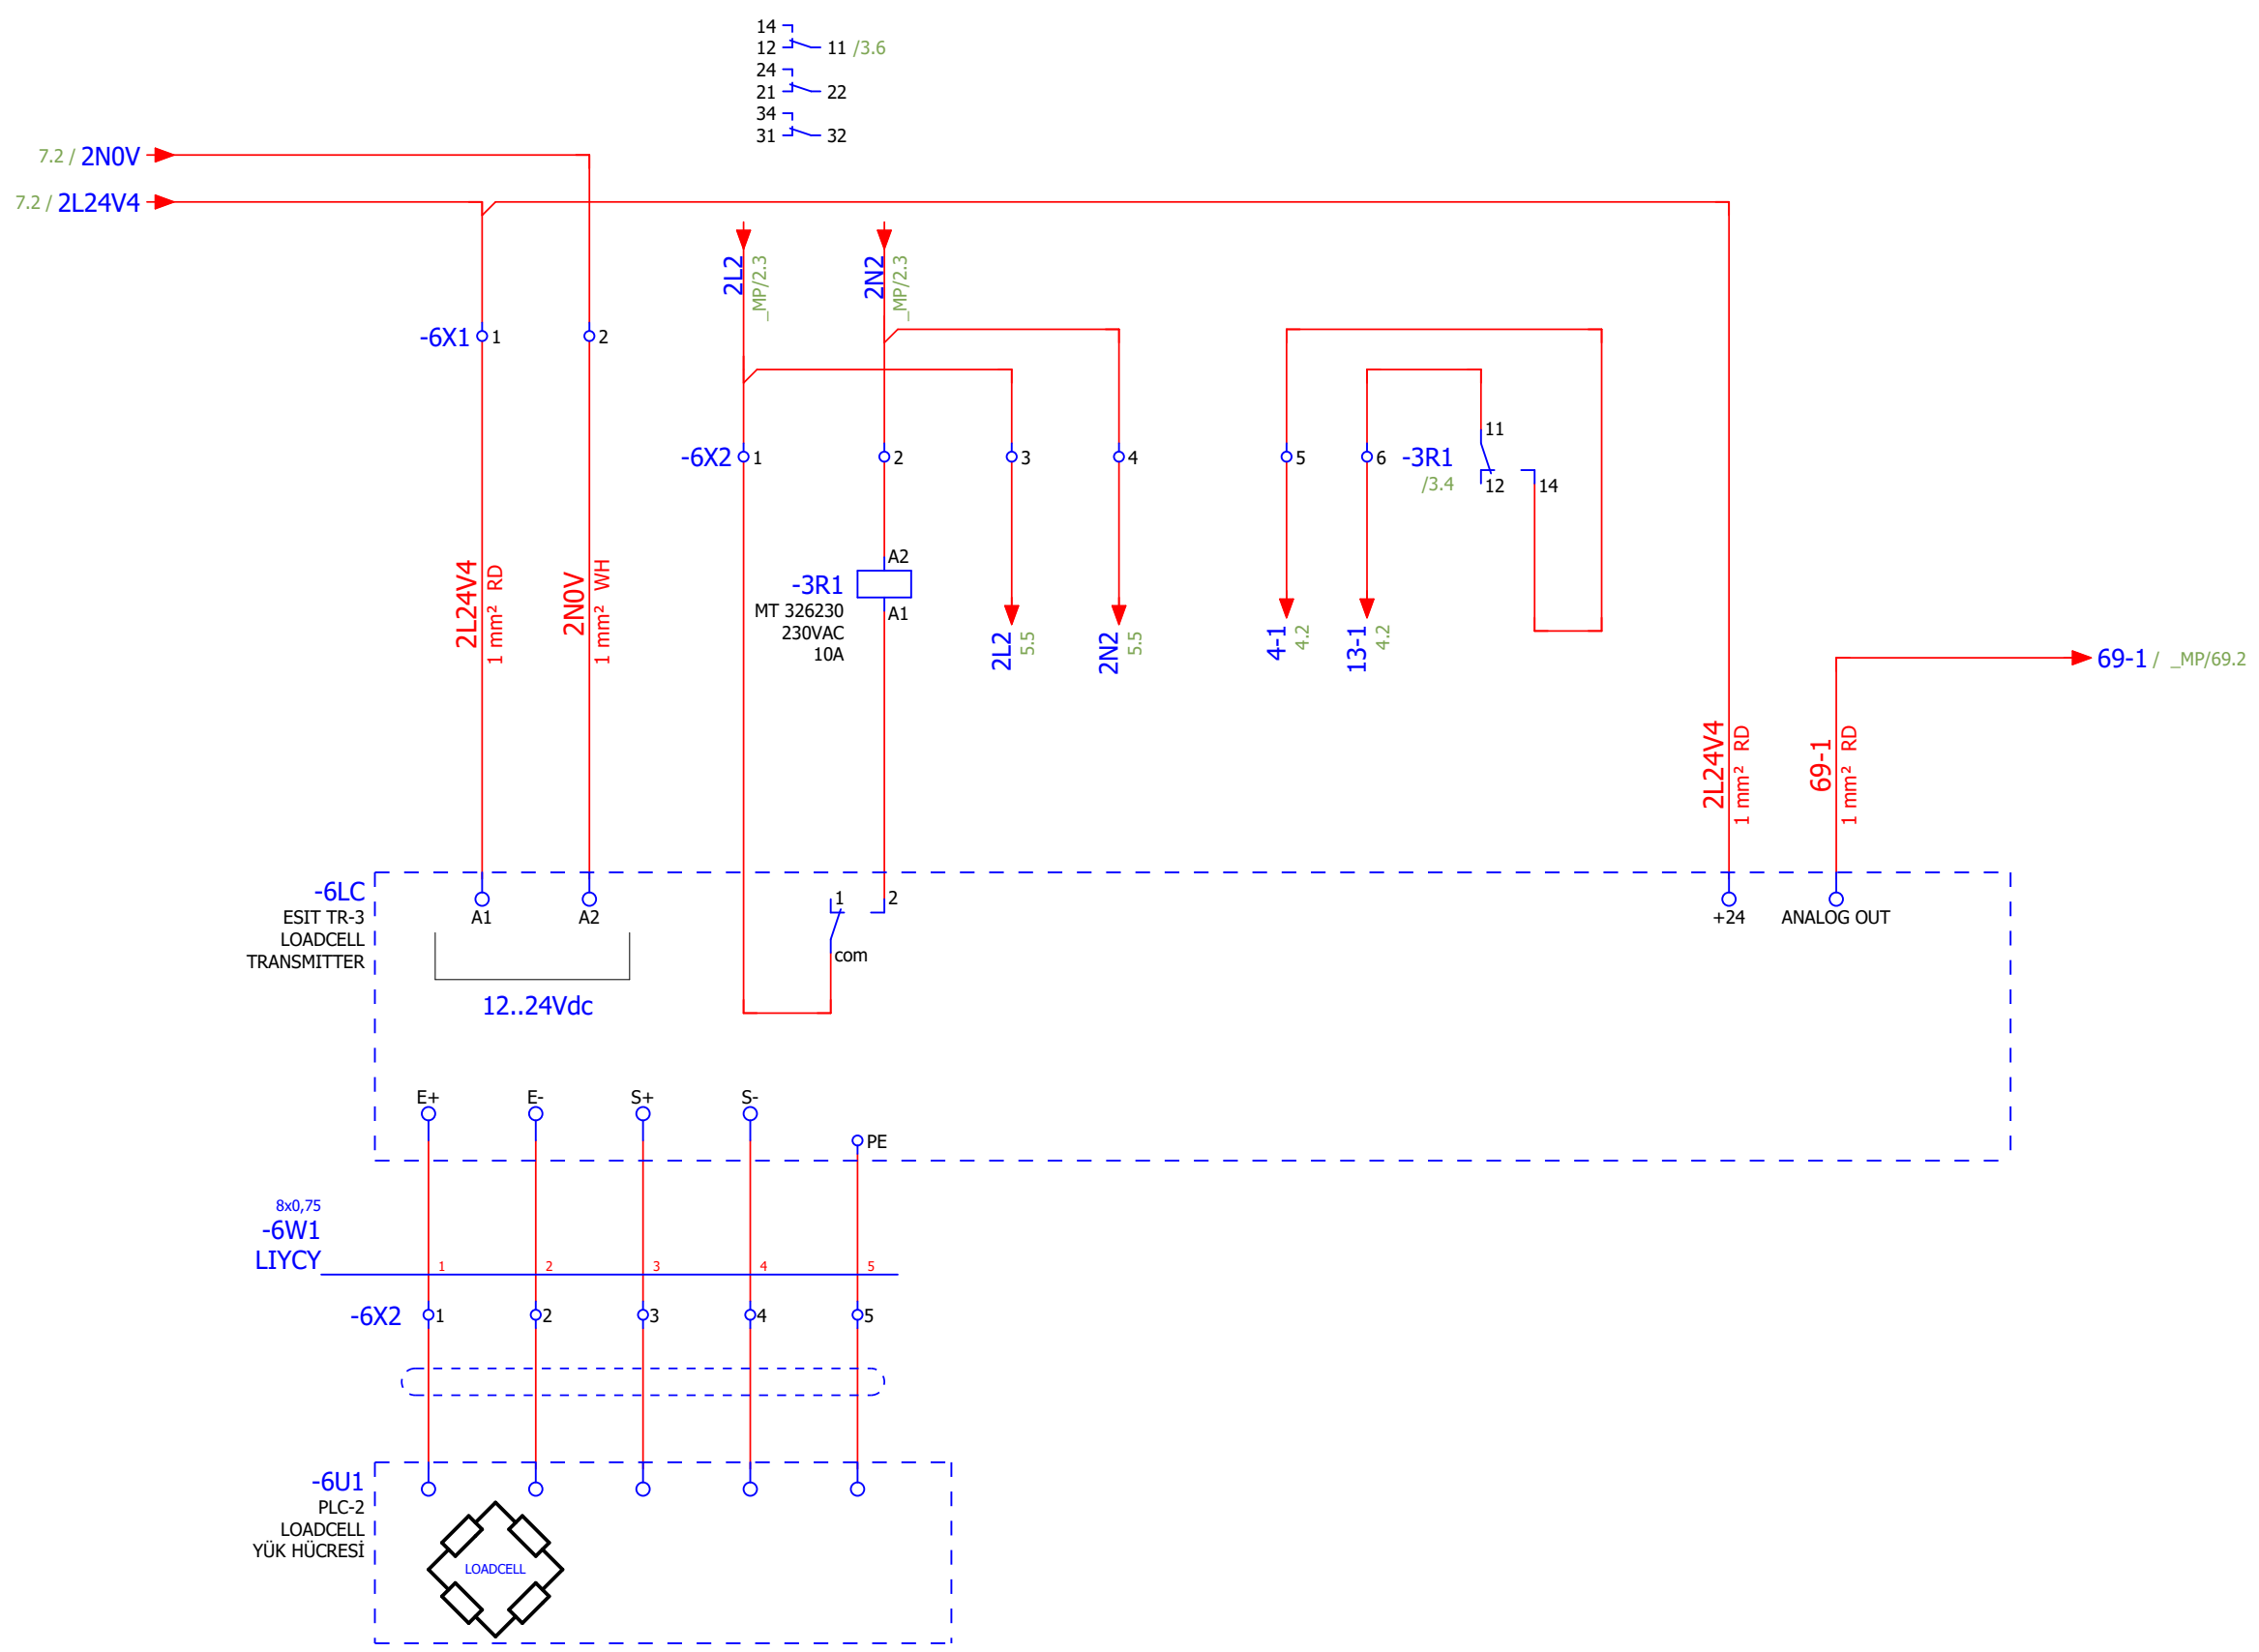 14
12 11 /3.6
24
21 22
34
31 32
7.2 / 2N0V
7.2 / 2L24V4
2L2
_MP/2.3
2N2
_MP/2.3
-6X1 1 2
11
-6X2 1 2 3 4 5 6 -3R1
/3.4 12 14
2L24V4
1 mm² RD
2N0V
1 mm² WH
A2
-3R1
MT 326230
230VAC
10A
A1
2L2
5.5
2N2
5.5
4-1
4.2
13-1
4.2
69-1 / _MP/69.2
2L24V4
1 mm² RD
69-1
1 mm² RD
-6LC
ESIT TR-3
LOADCELL
TRANSMITTER
A1 A2
1 2
com
+24 ANALOG OUT
12..24Vdc
E+ E- S+ S-
PE
8x0,75
-6W1
LIYCY
1 2 3 4 5
-6X2 1 2 3 4 5
-6U1
PLC-2
LOADCELL
YÜK HÜCRESİ
LOADCELL